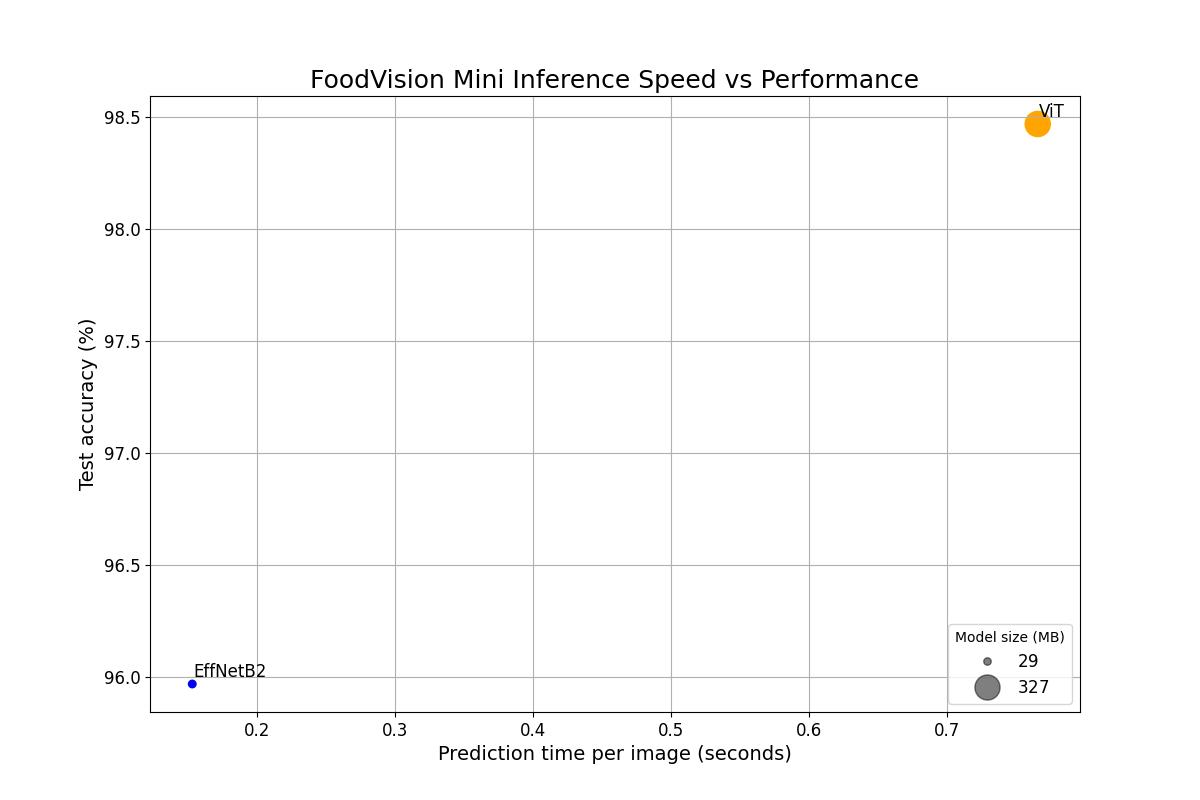 FoodVision Mini Inference Speed vs Performance
ViT
98.5
98.0
97.5
97.0
96.5
96.0
Test accuracy (%)
EffNetB2
Model size (MB)
29
327
0.2 0.3 0.4 0.5 0.6 0.7
Prediction time per image (seconds)